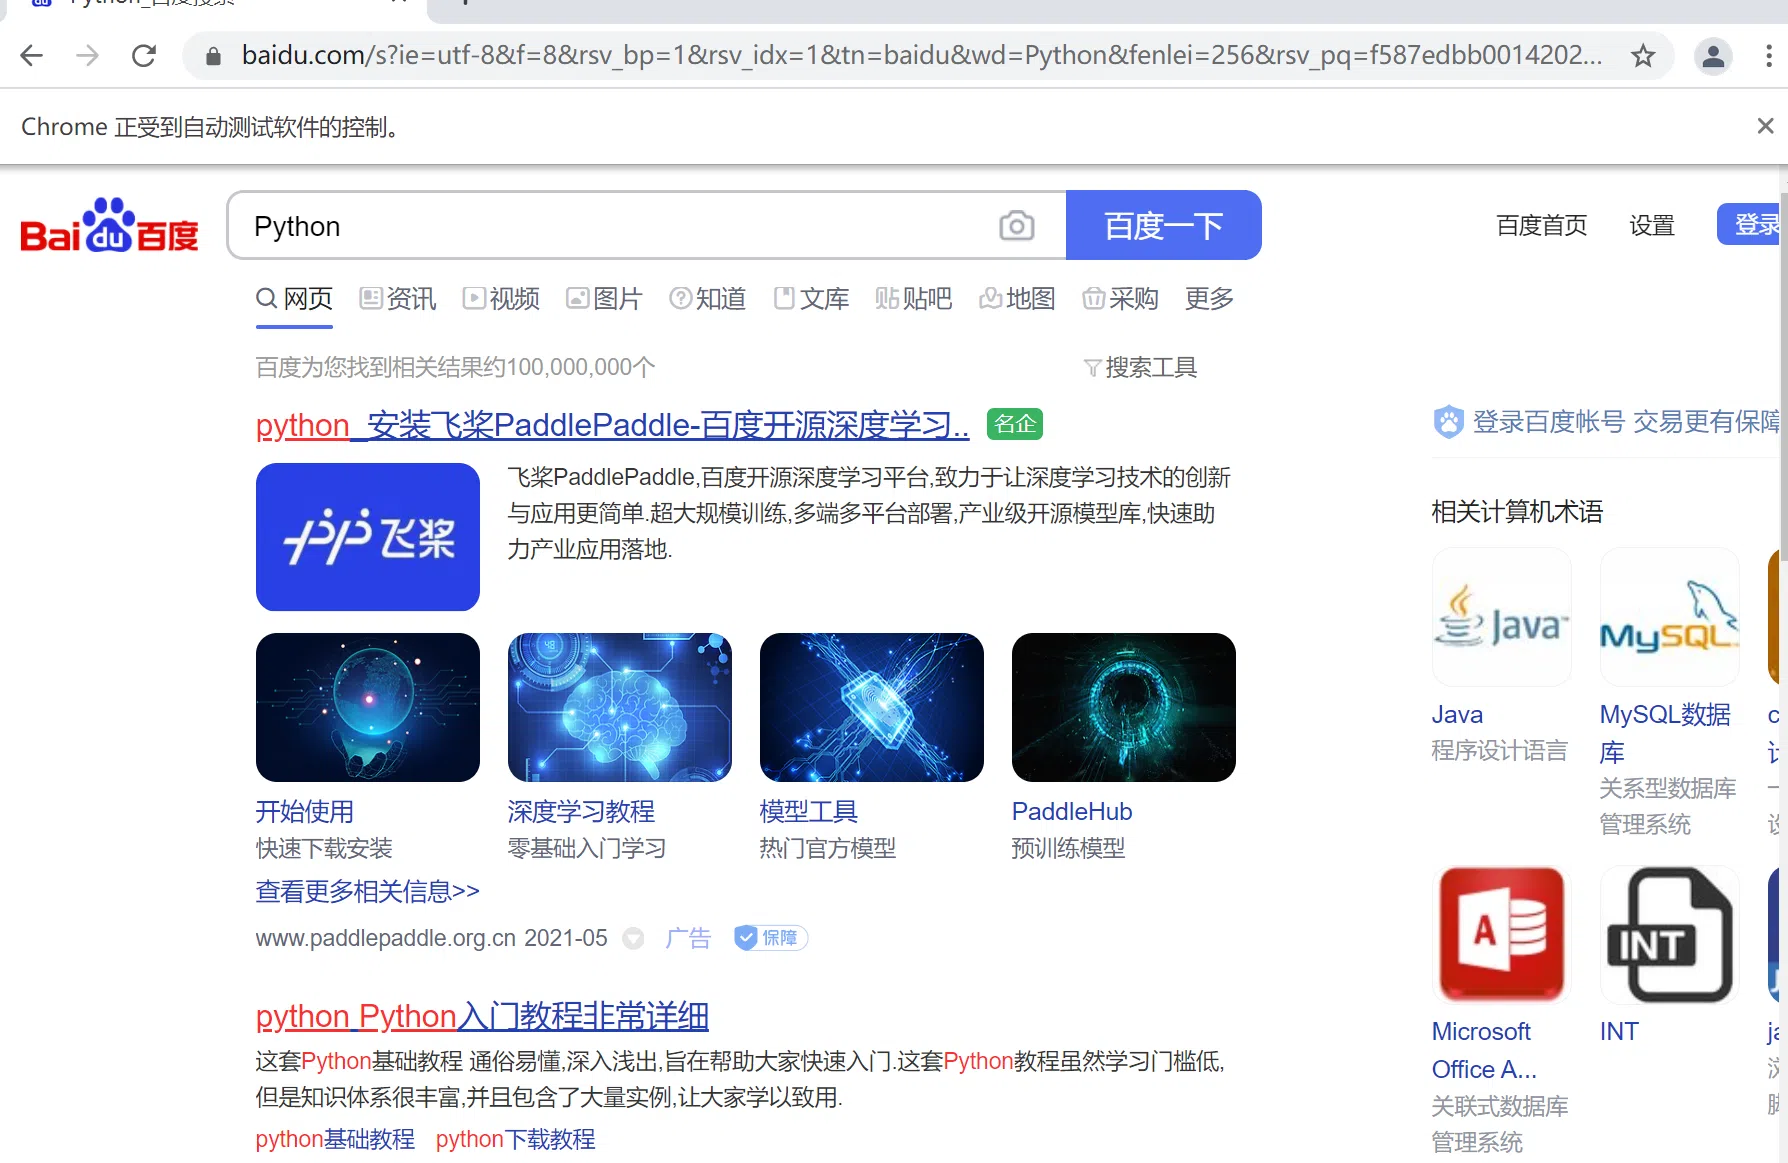 Python_百度搜索
baidu.com/s?ie=utf-8&f=8&rsv_bp=1&rsv_idx=1&tn=baidu&wd=Python&fenlei=256&rsv_pq=f587edbb0014202...
Chrome 正受到自动测试软件的控制。
Bai du 百度
Python
百度一下
百度首页 设置 登录
网页 资讯 视频 图片 知道 文库 贴 贴吧 地图 采购 更多
百度为您找到相关结果约100,000,000个
搜索工具
python_安装飞桨PaddlePaddle-百度开源深度学习.. 名企
飞桨
飞桨PaddlePaddle,百度开源深度学习平台,致力于让深度学习技术的创新
与应用更简单.超大规模训练,多端多平台部署,产业级开源模型库,快速助
力产业应用落地.
开始使用
快速下载安装
深度学习教程
零基础入门学习
模型工具
热门官方模型
PaddleHub
预训练模型
查看更多相关信息>>
www.paddlepaddle.org.cn 2021-05 广告 保障
python Python入门教程非常详细
这套Python基础教程 通俗易懂,深入浅出,旨在帮助大家快速入门.这套Python教程虽然学习门槛低,
但是知识体系很丰富,并且包含了大量实例,让大家学以致用.
python基础教程 python下载教程
登录百度帐号 交易更有保障
相关计算机术语
Java™
MySQL
Java
程序设计语言
MySQL数据
库
关系型数据库
管理系统
A
INT
Microsoft
Office A...
关联式数据库
管理系统
INT